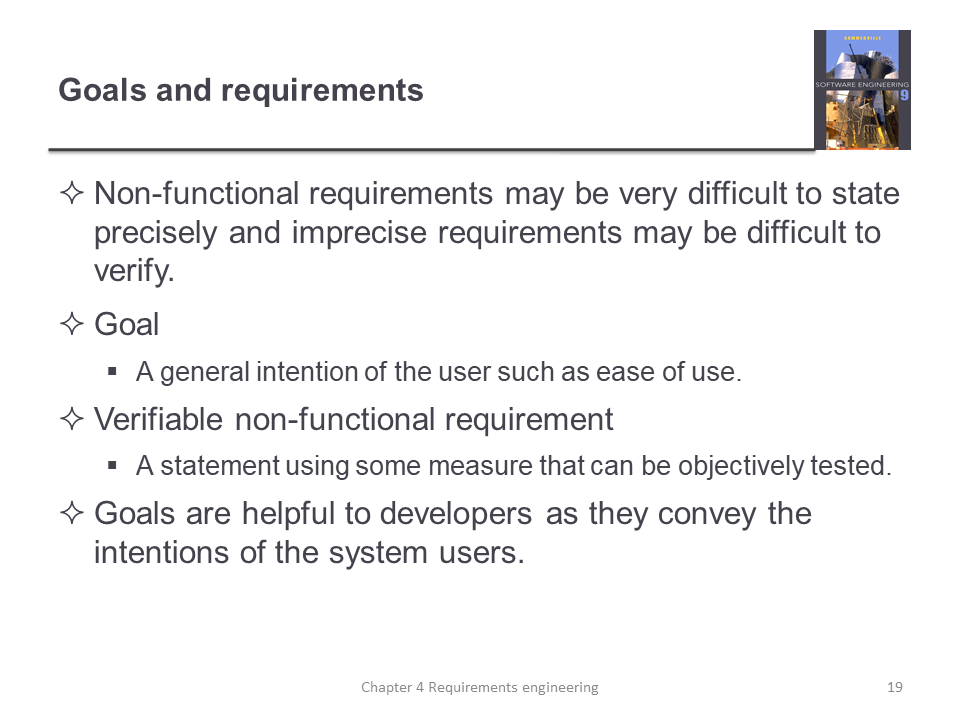 Goals and requirements
SOMMERVILLE
SOFTWARE ENGINEERING
9
Non-functional requirements may be very difficult to state
precisely and imprecise requirements may be difficult to
verify.
Goal
A general intention of the user such as ease of use.
Verifiable non-functional requirement
A statement using some measure that can be objectively tested.
Goals are helpful to developers as they convey the
intentions of the system users.
Chapter 4 Requirements engineering
19